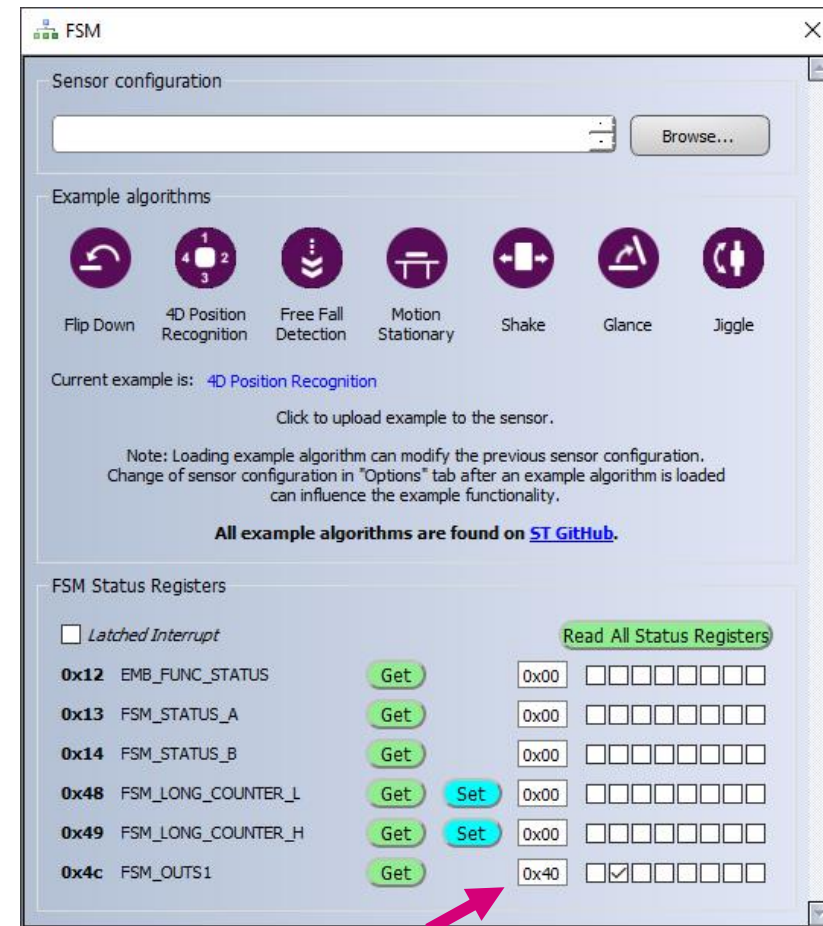 FSM
Sensor configuration
Browse...
Example algorithms
1
4 2
3
Flip Down
4D Position
Recognition
Free Fall
Detection
Motion
Stationary
Shake
Glance
Jiggle
Current example is: 4D Position Recognition
Click to upload example to the sensor.
Note: Loading example algorithm can modify the previous sensor configuration.
Change of sensor configuration in "Options" tab after an example algorithm is loaded
can influence the example functionality.
All example algorithms are found on ST GitHub.
FSM Status Registers
Latched Interrupt Read All Status Registers
0x12 EMB_FUNC_STATUS Get 0x00
0x13 FSM_STATUS_A Get 0x00
0x14 FSM_STATUS_B Get 0x00
0x48 FSM_LONG_COUNTER_L Get Set 0x00
0x49 FSM_LONG_COUNTER_H Get Set 0x00
0x4c FSM_OUTS1 Get 0x40